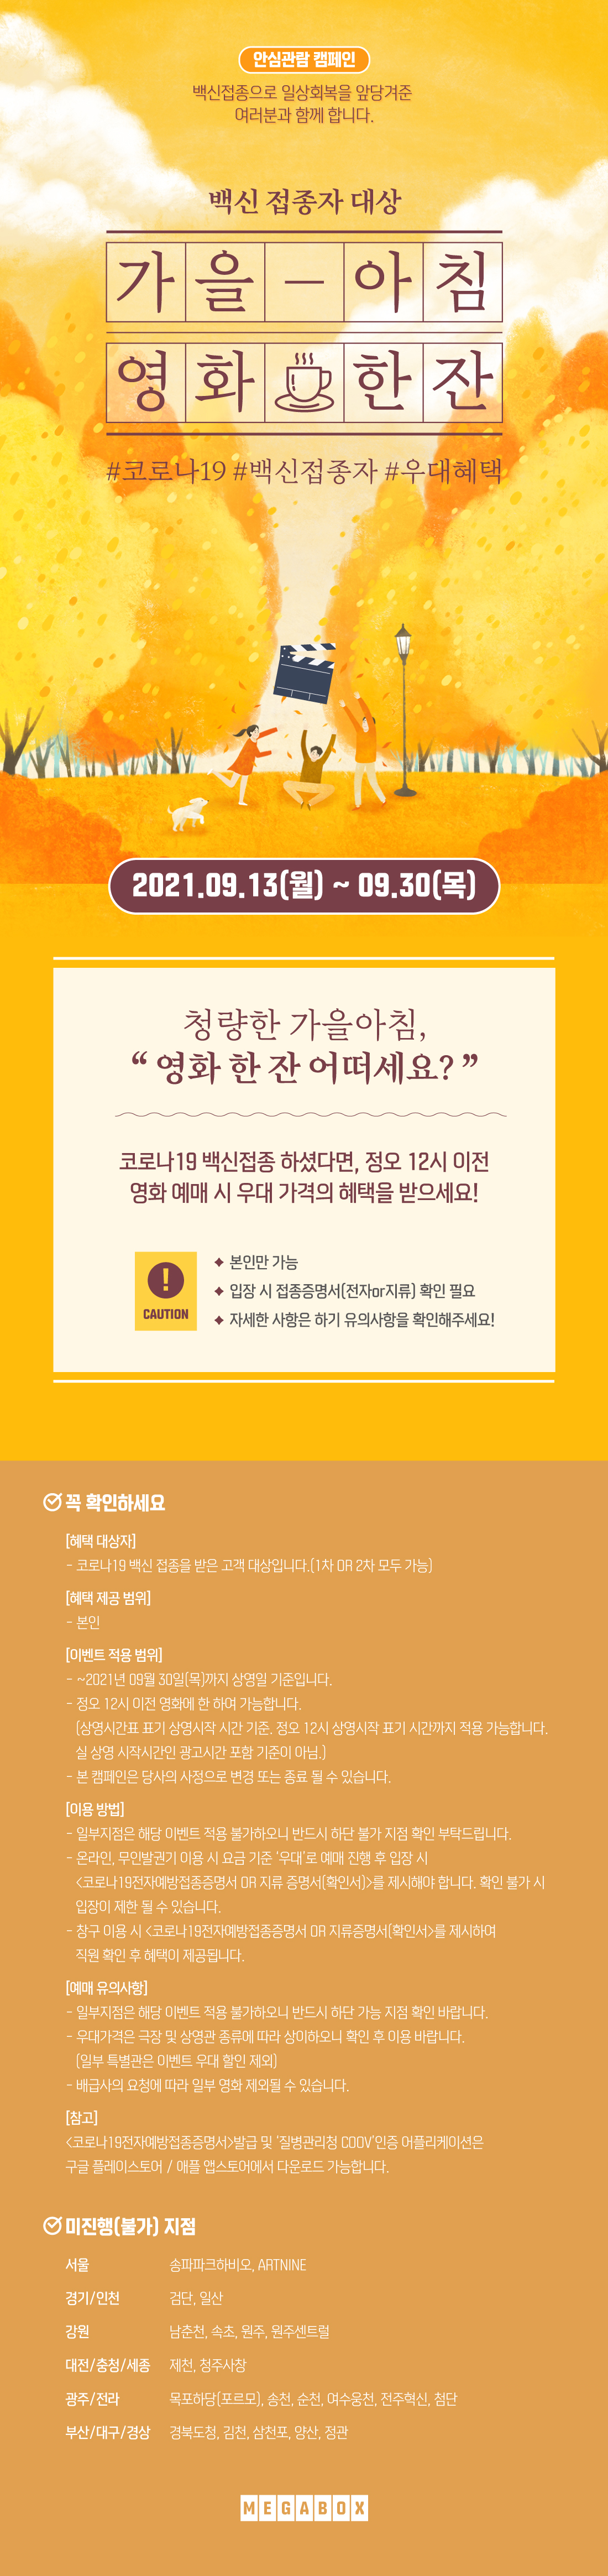 안심관람 캠페인
백신접종으로 일상회복을 앞당겨준
여러분과 함께 합니다.
백신 접종자 대상
가을-아침
영화 한잔
#코로나19 #백신접종자 #우대혜택
2021.09.13(월) ~ 09.30(목)
청량한 가을아침,
“ 영화 한 잔 어떠세요? ”
코로나19 백신접종 하셨다면, 정오 12시 이전
영화 예매 시 우대 가격의 혜택을 받으세요!
! CAUTION
◆ 본인만 가능
◆ 입장 시 접종증명서(전자or지류) 확인 필요
◆ 자세한 사항은 하기 유의사항을 확인해주세요!
꼭 확인하세요
[혜택 대상자]
- 코로나19 백신 접종을 받은 고객 대상입니다.(1차 OR 2차 모두 가능)
[혜택 제공 범위]
- 본인
[이벤트 적용 범위]
- ~2021년 09월 30일(목)까지 상영일 기준입니다.
- 정오 12시 이전 영화에 한 하여 가능합니다.
(상영시간표 표기 상영시작 시간 기준. 정오 12시 상영시작 표기 시간까지 적용 가능합니다.
실 상영 시작시간인 광고시간 포함 기준이 아님.)
- 본 캠페인은 당사의 사정으로 변경 또는 종료 될 수 있습니다.
[이용 방법]
- 일부지점은 해당 이벤트 적용 불가하오니 반드시 하단 불가 지점 확인 부탁드립니다.
- 온라인, 무인발권기 이용 시 요금 기준 '우대'로 예매 진행 후 입장 시
<코로나19전자예방접종증명서 OR 지류 증명서(확인서)>를 제시해야 합니다. 확인 불가 시
입장이 제한 될 수 있습니다.
- 창구 이용 시 <코로나19전자예방접종증명서 OR 지류증명서(확인서>를 제시하여
직원 확인 후 혜택이 제공됩니다.
[예매 유의사항]
- 일부지점은 해당 이벤트 적용 불가하오니 반드시 하단 가능 지점 확인 바랍니다.
- 우대가격은 극장 및 상영관 종류에 따라 상이하오니 확인 후 이용 바랍니다.
(일부 특별관은 이벤트 우대 할인 제외)
- 배급사의 요청에 따라 일부 영화 제외될 수 있습니다.
[참고]
<코로나19전자예방접종증명서>발급 및 '질병관리청 COOV'인증 어플리케이션은
구글 플레이스토어 / 애플 앱스토어에서 다운로드 가능합니다.
미진행(불가) 지점
서울 송파파크하비오, ARTNINE
경기/인천 검단, 일산
강원 남춘천, 속초, 원주, 원주센트럴
대전/충청/세종 제천, 청주사창
광주/전라 목포하당(포르모), 송천, 순천, 여수웅천, 전주혁신, 첨단
부산/대구/경상 경북도청, 김천, 삼천포, 양산, 정관
MEGABOX